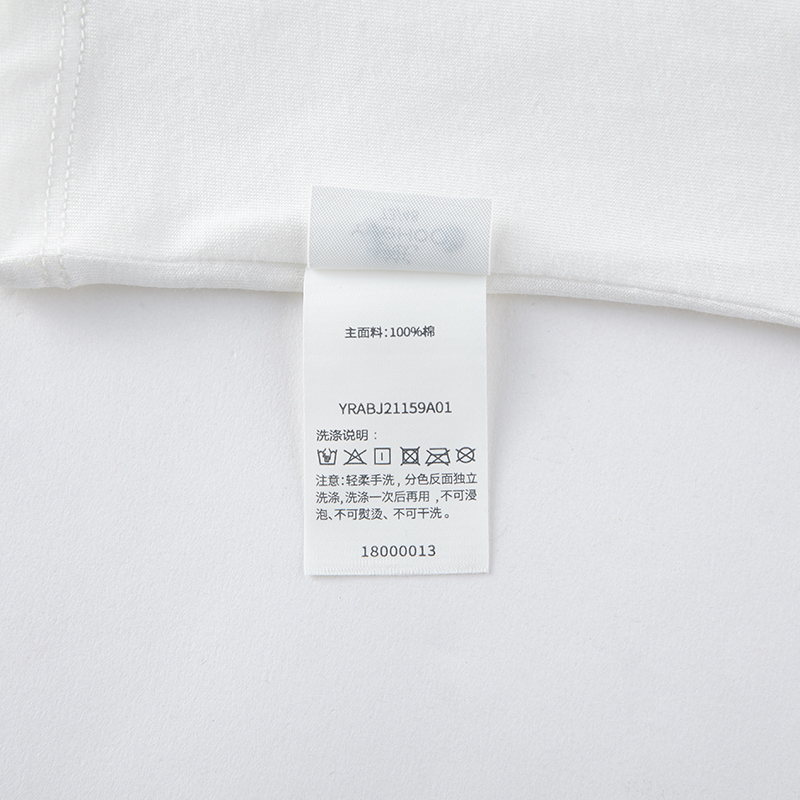 主面料:100%棉
YRABJ21159A01
洗涤说明：
注意:轻柔手洗,分色反面独立
洗涤,洗涤一次后再用,不可浸
泡、不可熨烫、不可干洗。
18000013